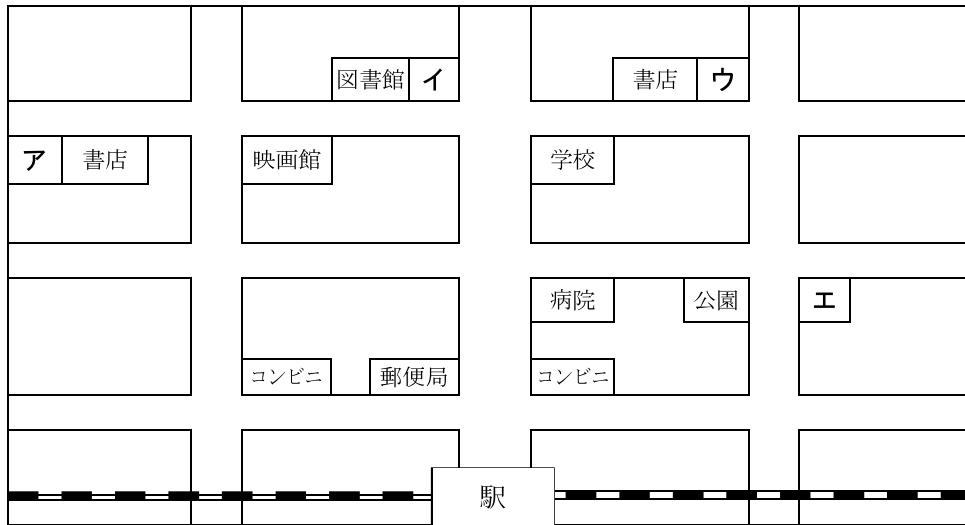 図書館 イ 書店 ウ
ア 書店 映画館 学校
病院 公園 エ
コンビニ 郵便局 コンビニ
駅